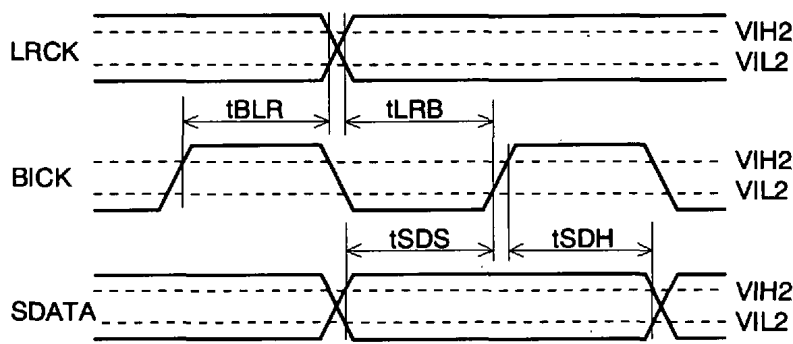 LRCK
VIH2
VIL2
tBLR
tLRB
BICK
VIH2
VIL2
tSDS
tSDH
SDATA
VIH2
VIL2